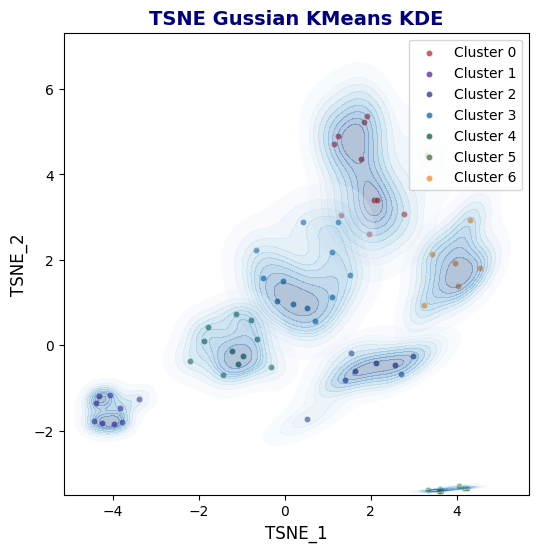 TSNE Gussian KMeans KDE
Cluster 0
Cluster 1
Cluster 2
Cluster 3
Cluster 4
Cluster 5
Cluster 6
6
4
2
0
−2
TSNE_2
−4
−2
0
2
4
TSNE_1